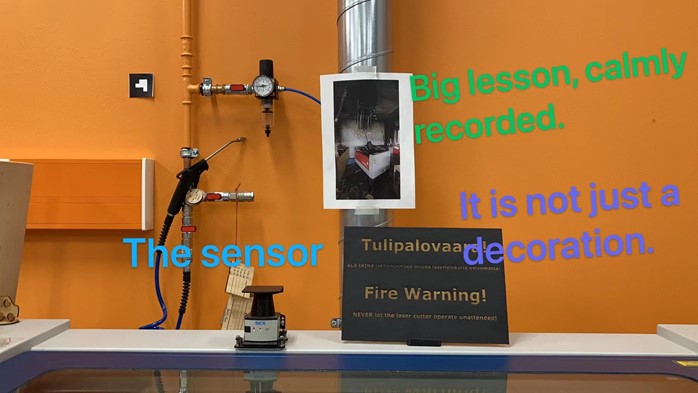 Big lesson, calmly
recorded.
It is not just a
decoration.
The sensor
Tulipalovaara!
Fire Warning!
NEVER let the laser cutter operate unattended!
SICK